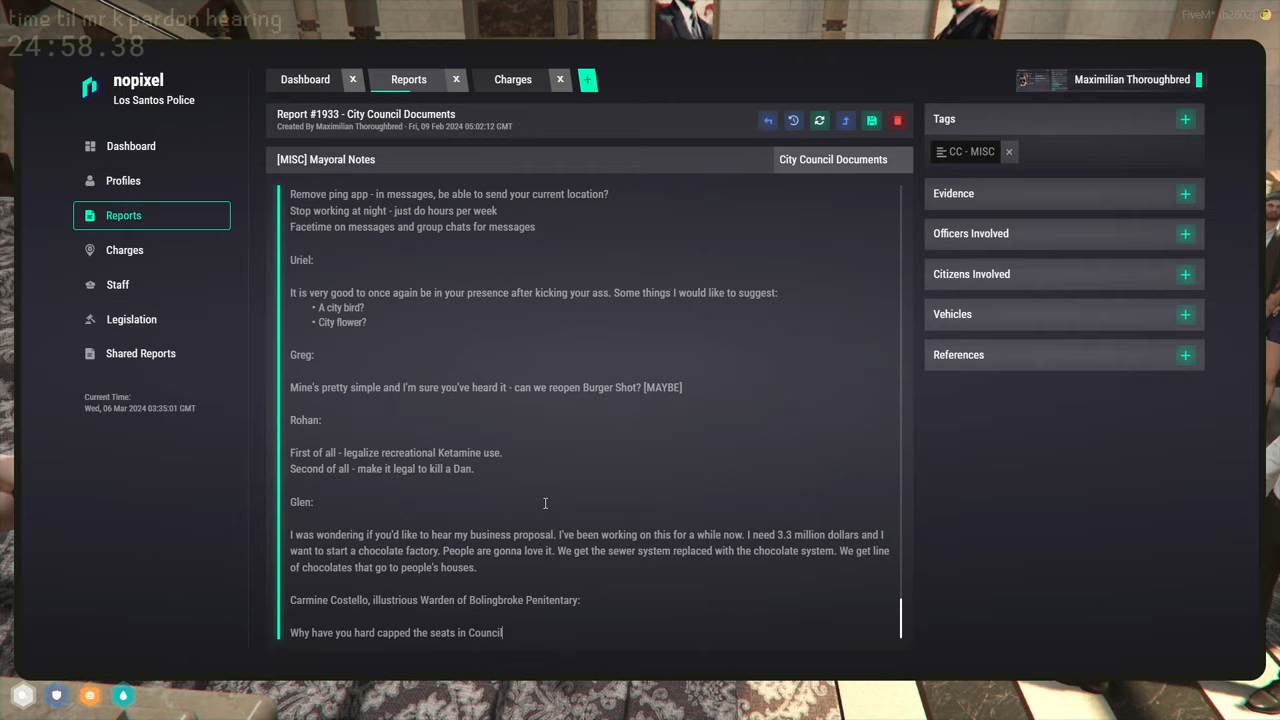 time til mr k pardon hearing
24:58.38
FiveM* (b2802)
nopixel
Los Santos Police
Dashboard x Reports x Charges x +
Maximilian Thoroughbred
Report #1933 - City Council Documents
Created By Maximilian Thoroughbred · Fri, 09 Feb 2024 05:02:12 GMT
[MISC] Mayoral Notes
City Council Documents
Dashboard
Profiles
Reports
Charges
Staff
Legislation
Shared Reports
Current Time:
Wed, 06 Mar 2024 03:35:01 GMT
Remove ping app - in messages, be able to send your current location?
Stop working at night - just do hours per week
Facetime on messages and group chats for messages
Uriel:
It is very good to once again be in your presence after kicking your ass. Some things I would like to suggest:
• A city bird?
• City flower?
Greg:
Mine's pretty simple and I'm sure you've heard it - can we reopen Burger Shot? [MAYBE]
Rohan:
First of all - legalize recreational Ketamine use.
Second of all - make it legal to kill a Dan.
Glen:
I was wondering if you'd like to hear my business proposal. I've been working on this for a while now. I need 3.3 million dollars and I
want to start a chocolate factory. People are gonna love it. We get the sewer system replaced with the chocolate system. We get line
of chocolates that go to people's houses.
Carmine Costello, illustrious Warden of Bolingbroke Penitentary:
Why have you hard capped the seats in Council
Tags +
CC - MISC x
Evidence +
Officers Involved +
Citizens Involved +
Vehicles +
References +